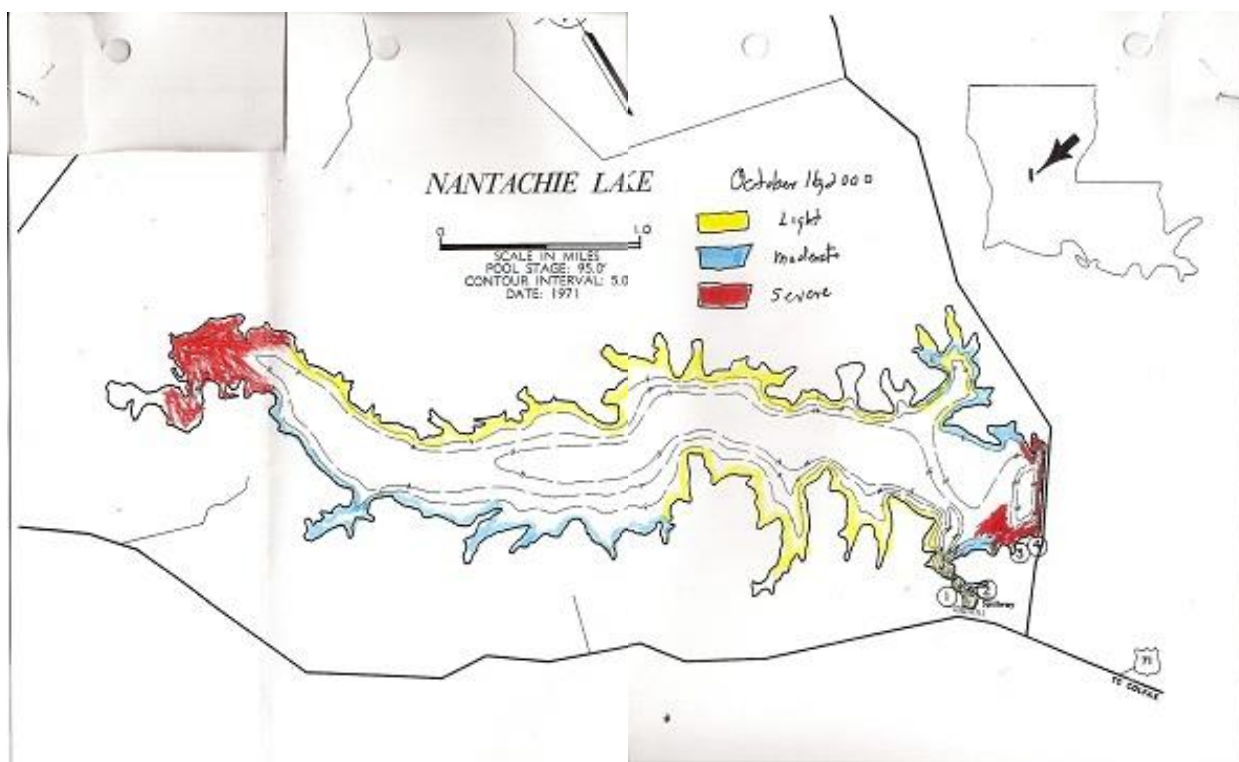 NANTACHIE LAKE
0 1.0
SCALE IN MILES
POOL STAGE: 95.0'
CONTOUR INTERVAL: 5.0
DATE: 1971
October 16, 2000
Light
moderate
Severe
3 4
1 2
Spillway
71
TO COLFAX